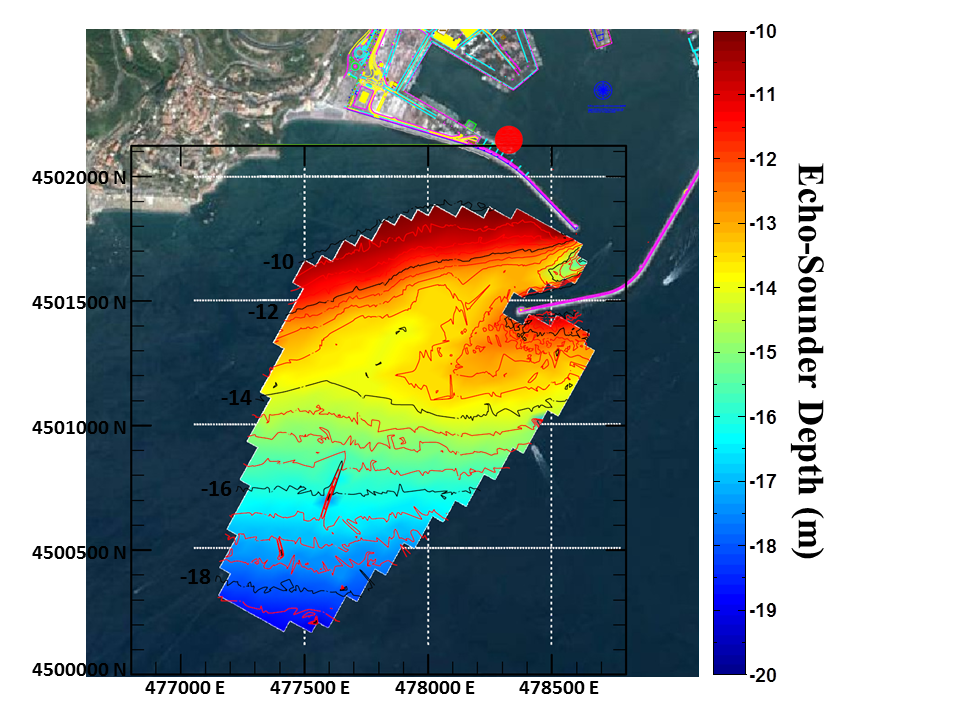 4502000 N
4501500 N
4501000 N
4500500 N
4500000 N
477000 E
477500 E
478000 E
478500 E
-10
-12
-14
-16
-18
-10
-11
-12
-13
-14
-15
-16
-17
-18
-19
-20
Echo-Sounder Depth (m)